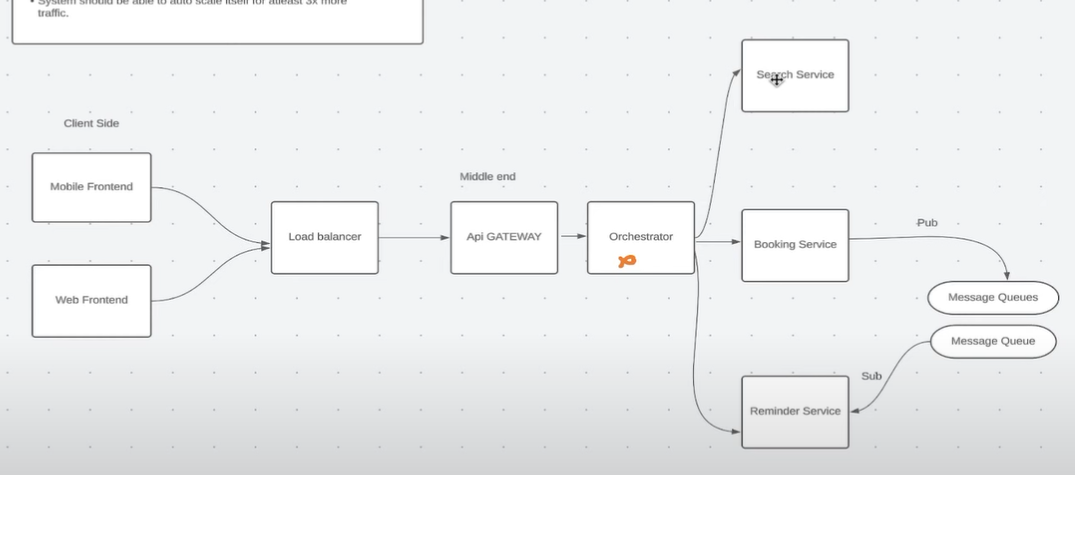 • System should be able to auto scale itself for atleast 3x more
traffic.
Search Service
Client Side
Mobile Frontend
Middle end
Load balancer
Api GATEWAY
Orchestrator
Booking Service
Pub
Web Frontend
Message Queues
Message Queue
Sub
Reminder Service